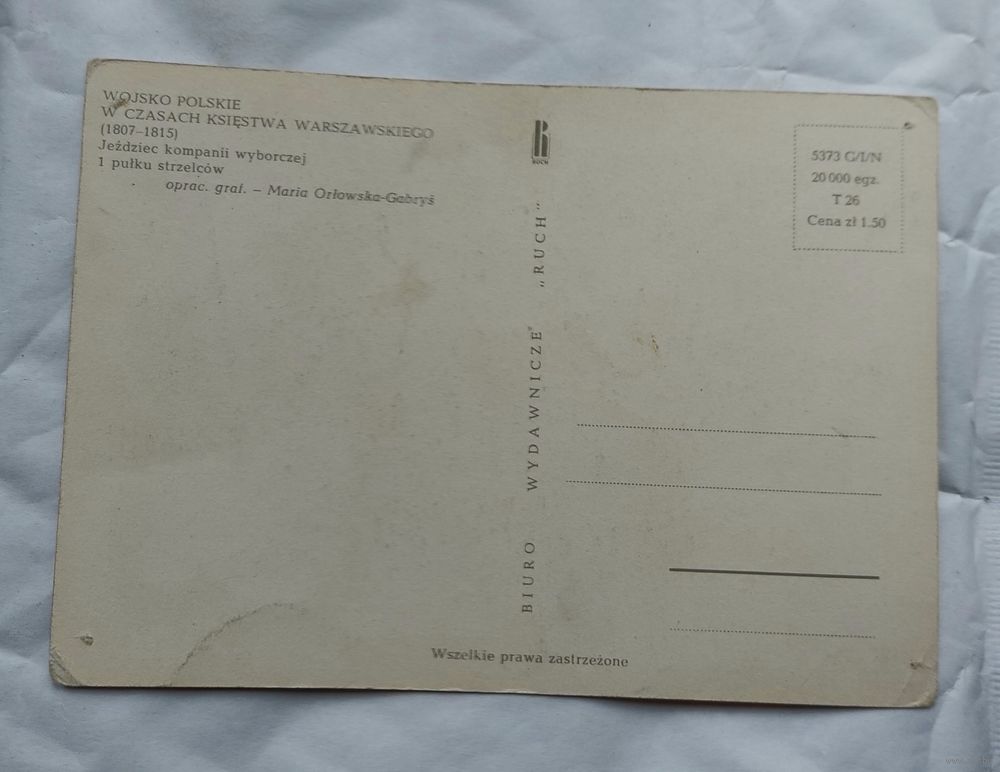 WOJSKO POLSKIE
W CZASACH KSIĘSTWA WARSZAWSKIEGO
(1807–1815)
Jeździec kompanii wyborczej
1 pułku strzelców
oprac. graf. – Maria Orłowska-Gabryś
RUCH
BIURO WYDAWNICZE „RUCH"
5373 G/I/N
20 000 egz.
T 26
Cena zł 1.50
Wszelkie prawa zastrzeżone